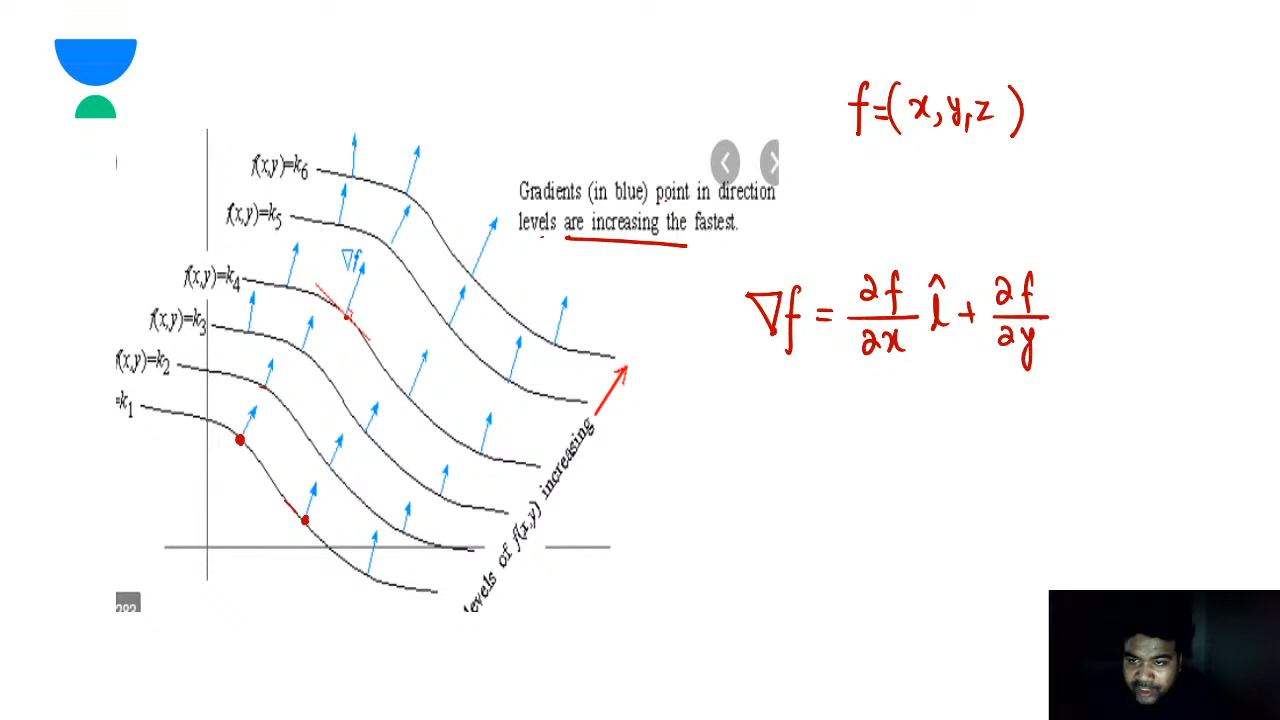 f=(x,y,z)
f(x,y)=k6
Gradients (in blue) point in direction
levels are increasing the fastest.
f(x,y)=k5
∇f
f(x,y)=k4
f(x,y)=k3
f(x,y)=k2
=k1
∇f = ∂f/∂x î + ∂f/∂y
levels of f(x,y) increasing